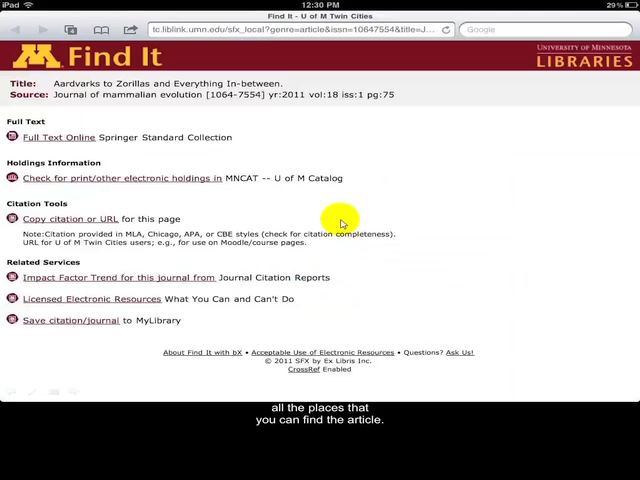 iPad
12:30 PM
29%
Find It - U of M Twin Cities
tc.liblink.umn.edu/sfx_local?genre=article&issn=10647554&title=J...
Google
M Find It
UNIVERSITY OF MINNESOTA
LIBRARIES
Title: Aardvarks to Zorillas and Everything In-between.
Source: Journal of mammalian evolution [1064-7554] yr:2011 vol:18 iss:1 pg:75
Full Text
Full Text Online Springer Standard Collection
Holdings Information
Check for print/other electronic holdings in MNCAT -- U of M Catalog
Citation Tools
Copy citation or URL for this page
Note:Citation provided in MLA, Chicago, APA, or CBE styles (check for citation completeness).
URL for U of M Twin Cities users; e.g., for use on Moodle/course pages.
Related Services
Impact Factor Trend for this journal from Journal Citation Reports
Licensed Electronic Resources What You Can and Can't Do
Save citation/journal to MyLibrary
About Find It with bX • Acceptable Use of Electronic Resources • Questions? Ask Us!
© 2011 SFX by Ex Libris Inc.
CrossRef Enabled
all the places that
you can find the article.